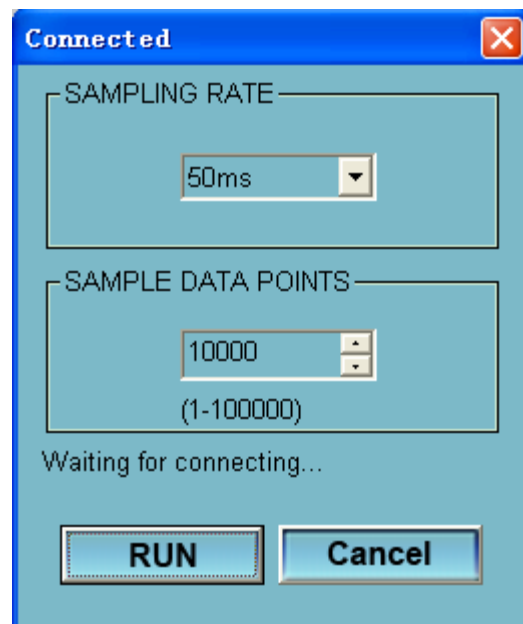 Connected
SAMPLING RATE
50ms
SAMPLE DATA POINTS
10000
(1-100000)
Waiting for connecting...
RUN
Cancel